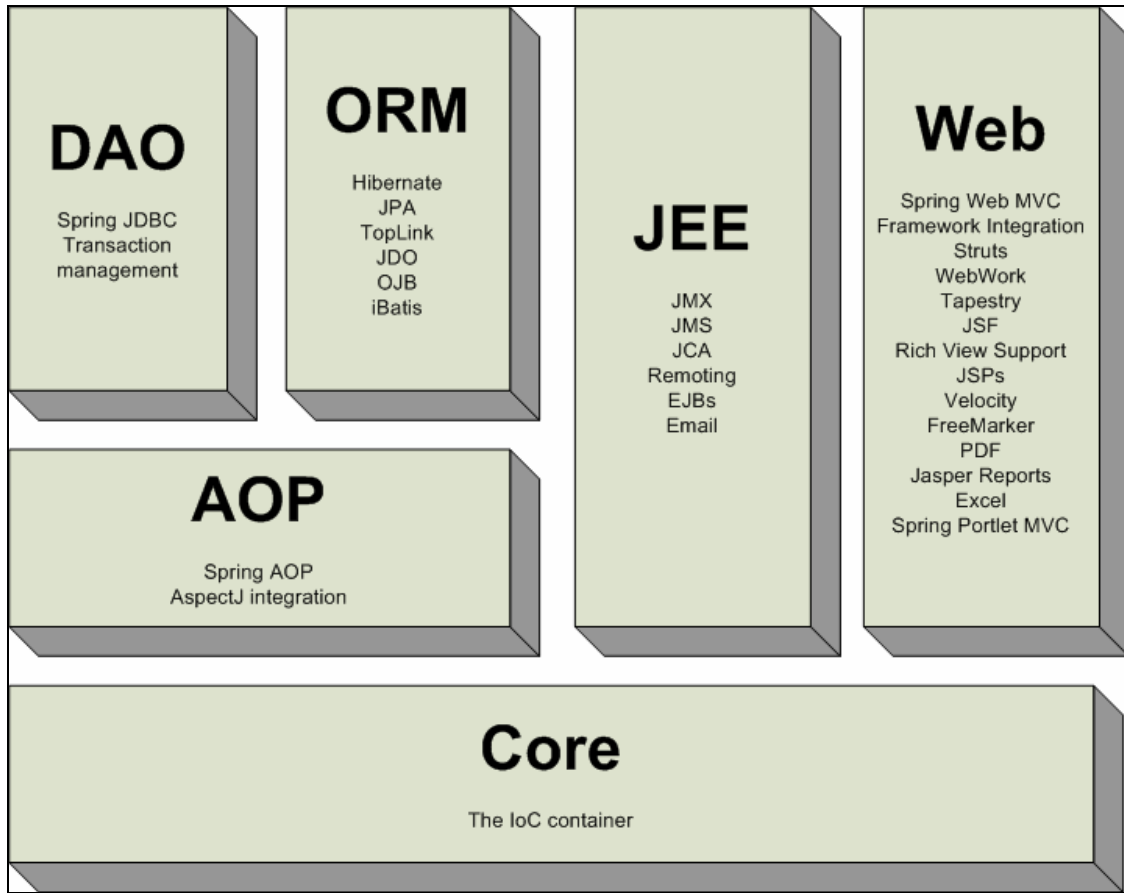 DAO
Spring JDBC
Transaction
management
ORM
Hibernate
JPA
TopLink
JDO
OJB
iBatis
JEE
JMX
JMS
JCA
Remoting
EJBs
Email
Web
Spring Web MVC
Framework Integration
Struts
WebWork
Tapestry
JSF
Rich View Support
JSPs
Velocity
FreeMarker
PDF
Jasper Reports
Excel
Spring Portlet MVC
AOP
Spring AOP
AspectJ integration
Core
The IoC container